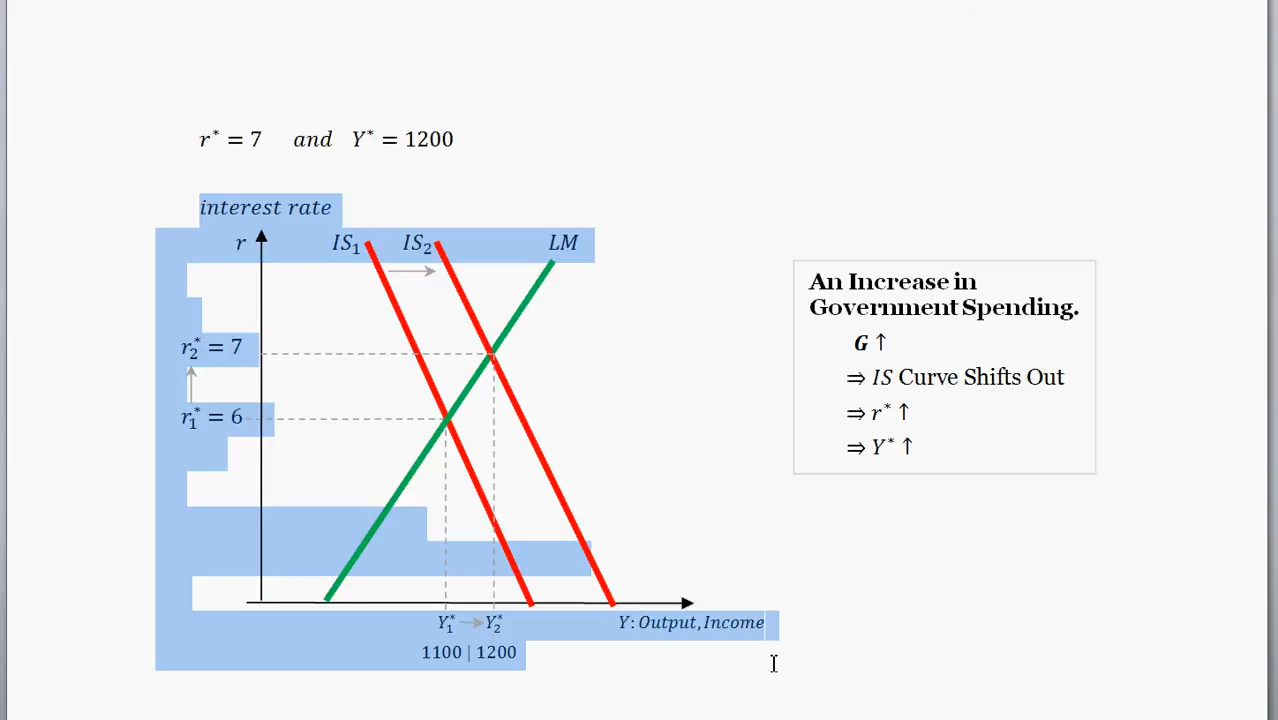 r* = 7 and Y* = 1200
interest rate
r IS₁ IS₂ LM
r₂* = 7
r₁* = 6
Y₁* → Y₂* Y: Output, Income
1100 | 1200
An Increase in
Government Spending.
G ↑
⇒ IS Curve Shifts Out
⇒ r* ↑
⇒ Y* ↑